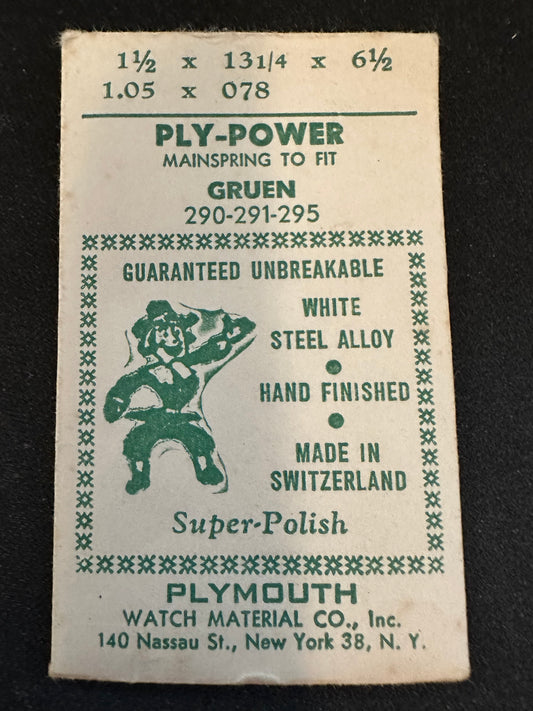 1½ x 13 1/4 x 6½
1.05 x 078
PLY-POWER
MAINSPRING TO FIT
GRUEN
290-291-295
GUARANTEED UNBREAKABLE
WHITE
STEEL ALLOY
•
HAND FINISHED
•
MADE IN
SWITZERLAND
Super-Polish
PLYMOUTH
WATCH MATERIAL CO., Inc.
140 Nassau St., New York 38, N. Y.